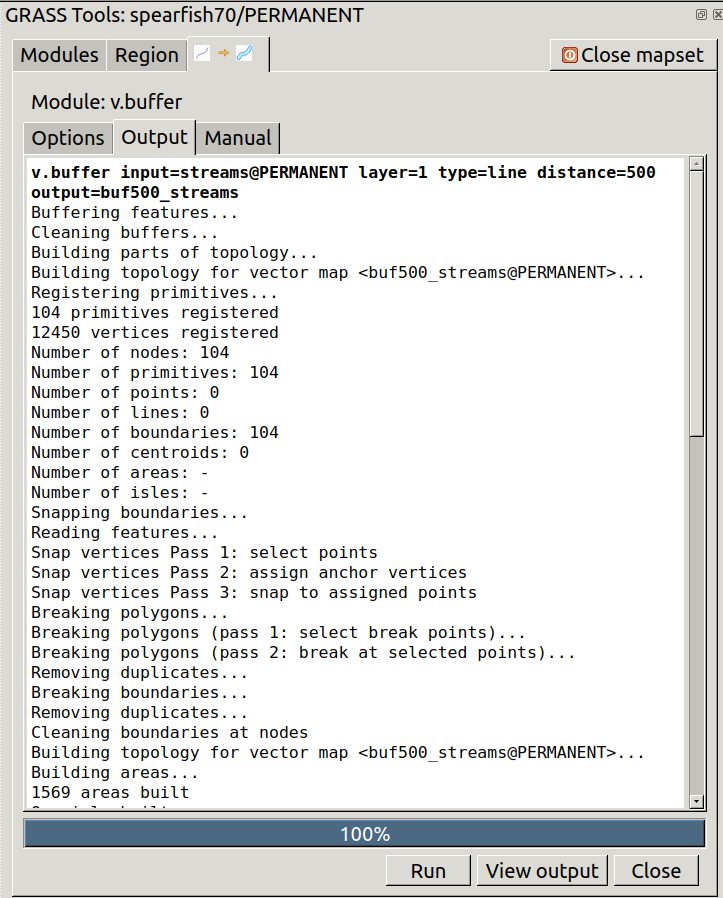 GRASS Tools: spearfish70/PERMANENT
Modules Region Close mapset
Module: v.buffer
Options Output Manual
v.buffer input=streams@PERMANENT layer=1 type=line distance=500
output=buf500_streams
Buffering features...
Cleaning buffers...
Building parts of topology...
Building topology for vector map <buf500_streams@PERMANENT>...
Registering primitives...
104 primitives registered
12450 vertices registered
Number of nodes: 104
Number of primitives: 104
Number of points: 0
Number of lines: 0
Number of boundaries: 104
Number of centroids: 0
Number of areas: -
Number of isles: -
Snapping boundaries...
Reading features...
Snap vertices Pass 1: select points
Snap vertices Pass 2: assign anchor vertices
Snap vertices Pass 3: snap to assigned points
Breaking polygons...
Breaking polygons (pass 1: select break points)...
Breaking polygons (pass 2: break at selected points)...
Removing duplicates...
Breaking boundaries...
Removing duplicates...
Cleaning boundaries at nodes
Building topology for vector map <buf500_streams@PERMANENT>...
Building areas...
1569 areas built
100%
Run View output Close